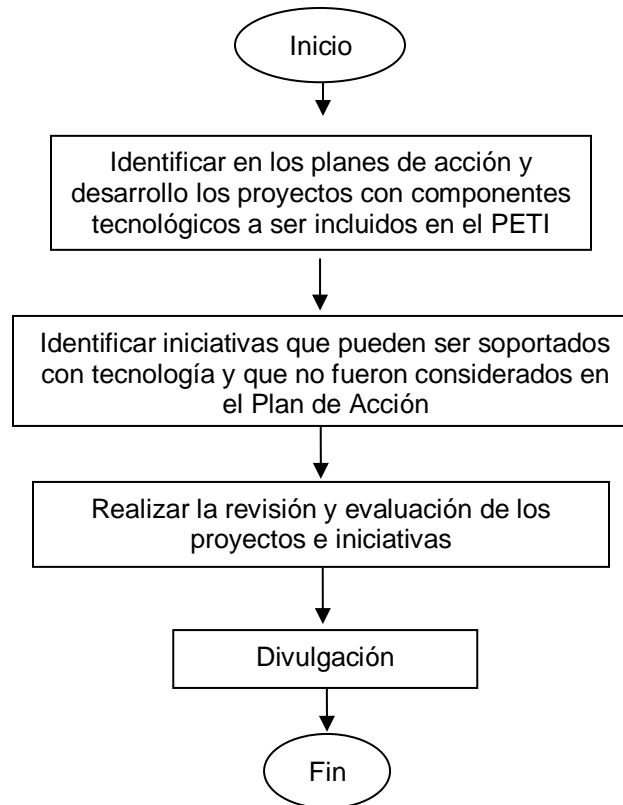 Inicio
Identificar en los planes de acción y
desarrollo los proyectos con componentes
tecnológicos a ser incluidos en el PETI
Identificar iniciativas que pueden ser soportados
con tecnología y que no fueron considerados en
el Plan de Acción
Realizar la revisión y evaluación de los
proyectos e iniciativas
Divulgación
Fin